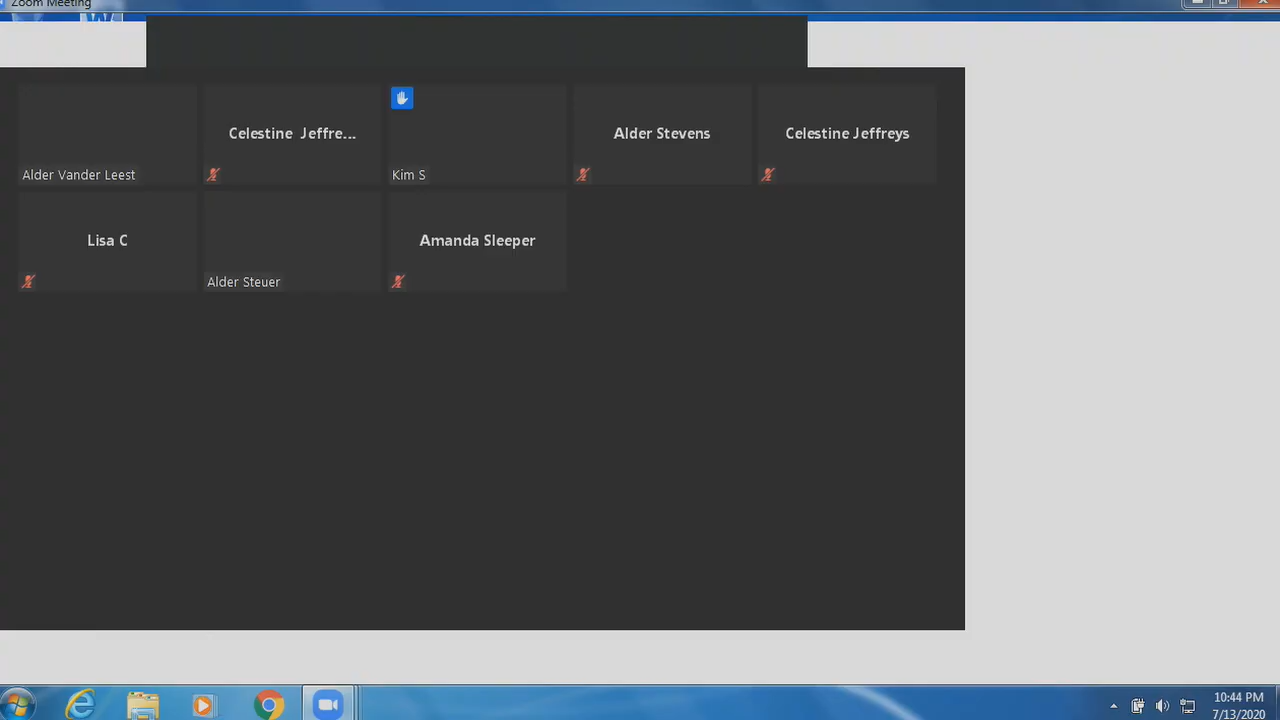 Zoom Meeting
Celestine Jeffre...
Alder Stevens
Celestine Jeffreys
Alder Vander Leest
Kim S
Lisa C
Amanda Sleeper
Alder Steuer
10:44 PM
7/13/2020